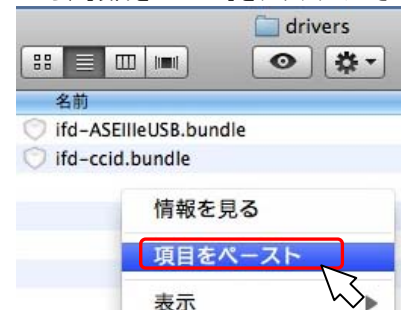 drivers
名前
ifd-ASEIIIeUSB.bundle
ifd-ccid.bundle
情報を見る
項目をペースト
表示